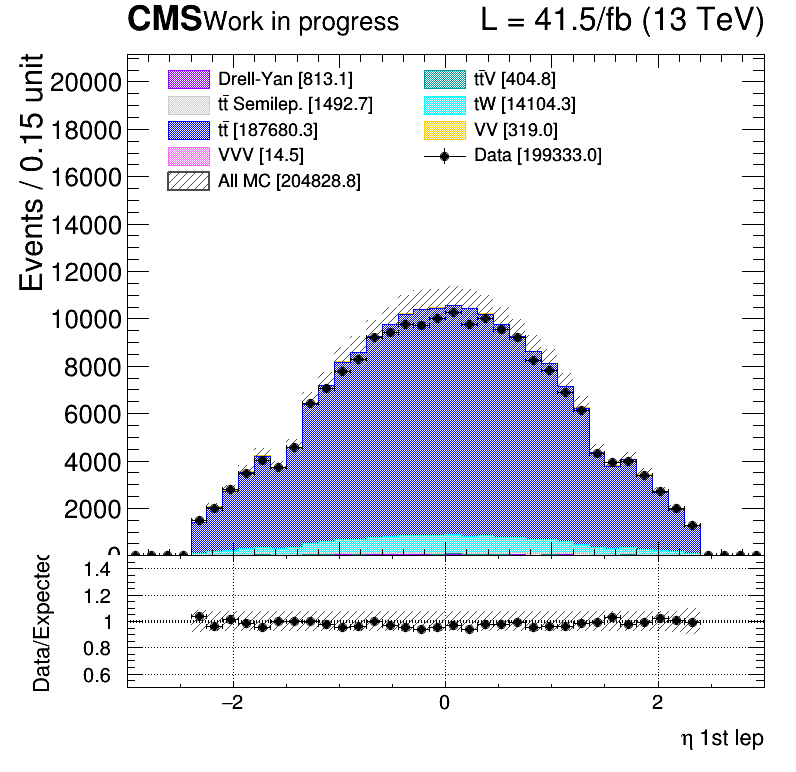 CMS Work in progress L = 41.5/fb (13 TeV)
Events / 0.15 unit
20000
18000
16000
14000
12000
10000
8000
6000
4000
2000
0
Drell-Yan [813.1]
tt̄ Semilep. [1492.7]
tt̄ [187680.3]
VVV [14.5]
All MC [204828.8]
tt̄V [404.8]
tW [14104.3]
VV [319.0]
Data [199333.0]
Data/Expected
1.4
1.2
1
0.8
0.6
−2 0 2
η 1st lep